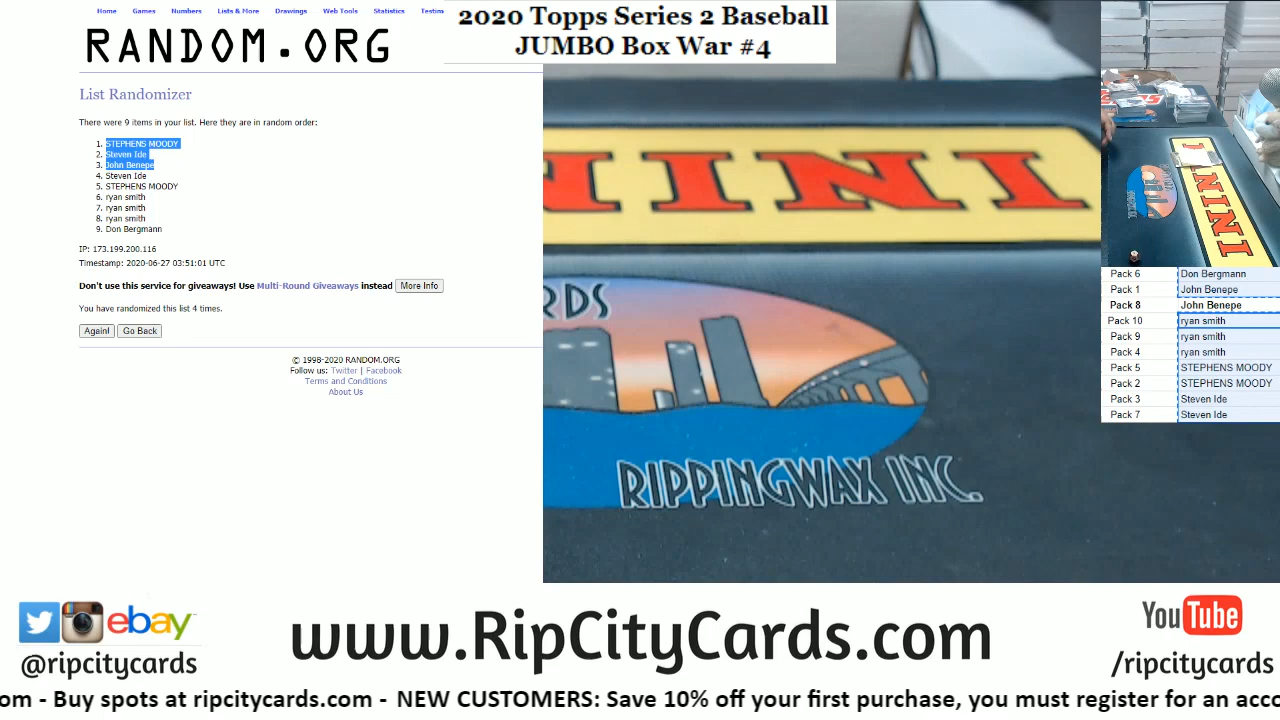 Home Games Numbers Lists & More Drawings Web Tools Statistics Testim
RANDOM.ORG
2020 Topps Series 2 Baseball
JUMBO Box War #4
List Randomizer
There were 9 items in your list. Here they are in random order:
1. STEPHENS MOODY
2. Steven Ide
3. John Benepe
4. Steven Ide
5. STEPHENS MOODY
6. ryan smith
7. ryan smith
8. ryan smith
9. Don Bergmann
IP: 173.199.200.116
Timestamp: 2020-06-27 03:51:01 UTC
Don't use this service for giveaways! Use Multi-Round Giveaways instead More Info
You have randomized this list 4 times.
Again! Go Back
© 1998-2020 RANDOM.ORG
Follow us: Twitter | Facebook
Terms and Conditions
About Us
INI
ARDS
RIPPINGWAX INC.
ININI
Pack 6 Don Bergmann
Pack 1 John Benepe
Pack 8 John Benepe
Pack 10 ryan smith
Pack 9 ryan smith
Pack 4 ryan smith
Pack 5 STEPHENS MOODY
Pack 2 STEPHENS MOODY
Pack 3 Steven Ide
Pack 7 Steven Ide
ebay
@ripcitycards
www.RipCityCards.com
YouTube
/ripcitycards
om - Buy spots at ripcitycards.com - NEW CUSTOMERS: Save 10% off your first purchase, you must register for an acco